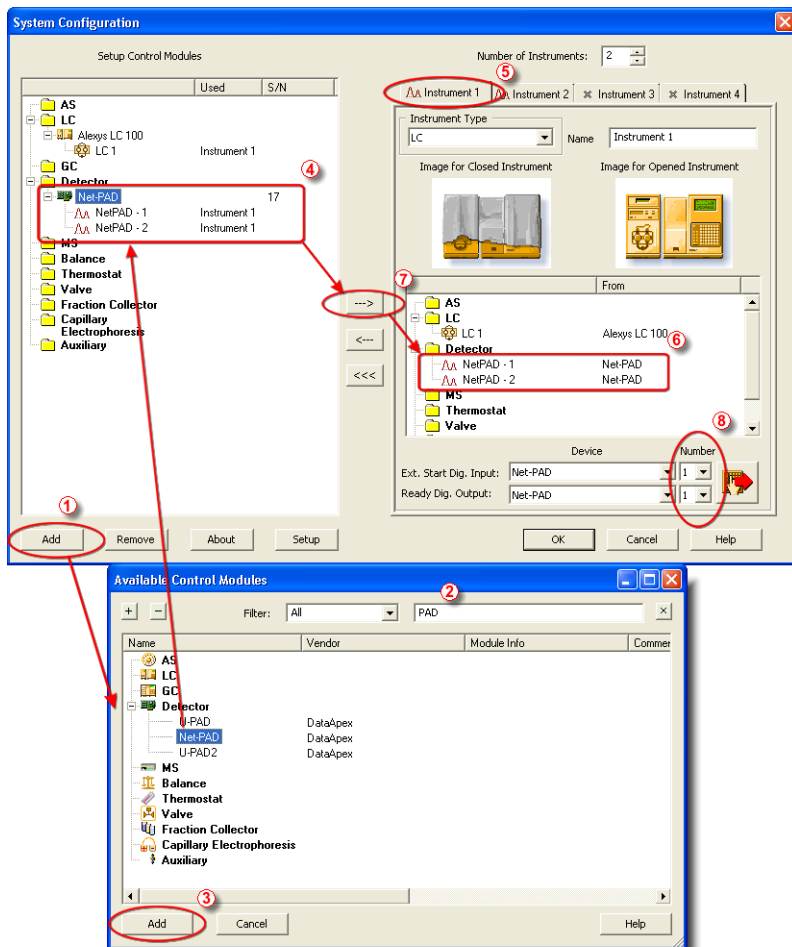 System Configuration
Setup Control Modules
Number of Instruments: 2
Used S/N
AS
LC
Alexys LC 100
LC 1 Instrument 1
GC
Detector
Net-PAD 17
NetPAD - 1 Instrument 1
NetPAD - 2 Instrument 1
MS
Balance
Thermostat
Valve
Fraction Collector
Capillary
Electrophoresis
Auxiliary
4
--->
<---
<<<
1
Add Remove About Setup
5
Instrument 1 Instrument 2 Instrument 3 Instrument 4
Instrument Type
LC Name Instrument 1
Image for Closed Instrument Image for Opened Instrument
7
From
AS
LC
LC 1 Alexys LC 100
6
Detector
NetPAD - 1 Net-PAD
NetPAD - 2 Net-PAD
MS
Thermostat
Valve
8
Device Number
Ext. Start Dig. Input: Net-PAD 1
Ready Dig. Output: Net-PAD 1
OK Cancel Help
Available Control Modules
2
+ − Filter: All PAD ×
Name Vendor Module Info Commer
AS
LC
GC
Detector
U-PAD DataApex
Net-PAD DataApex
U-PAD2 DataApex
MS
Balance
Thermostat
Valve
Fraction Collector
Capillary Electrophoresis
Auxiliary
3
Add Cancel Help